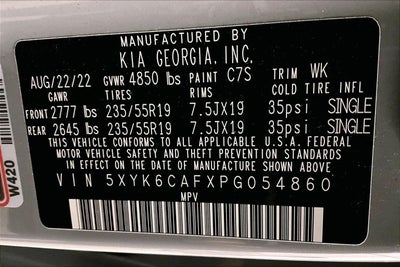 MANUFACTURED BY
KIA GEORGIA, INC.
AUG/22/22 GVWR 4850 lbs PAINT C7S TRIM WK
GAWR TIRES RIMS COLD TIRE INFL
FRONT 2777 lbs 235/55R19 7.5JX19 35psi SINGLE
REAR 2645 lbs 235/55R19 7.5JX19 35psi SINGLE
THIS VEHICLE CONFORMS TO ALL APPLICABLE U.S.A. FEDERAL
MOTOR VEHICLE SAFETY AND THEFT PREVENTION STANDARDS
IN EFFECT ON THE DATE OF MANUFACTURE SHOWN ABOVE
VIN 5XYK6CAFXPG054860
MPV
W420